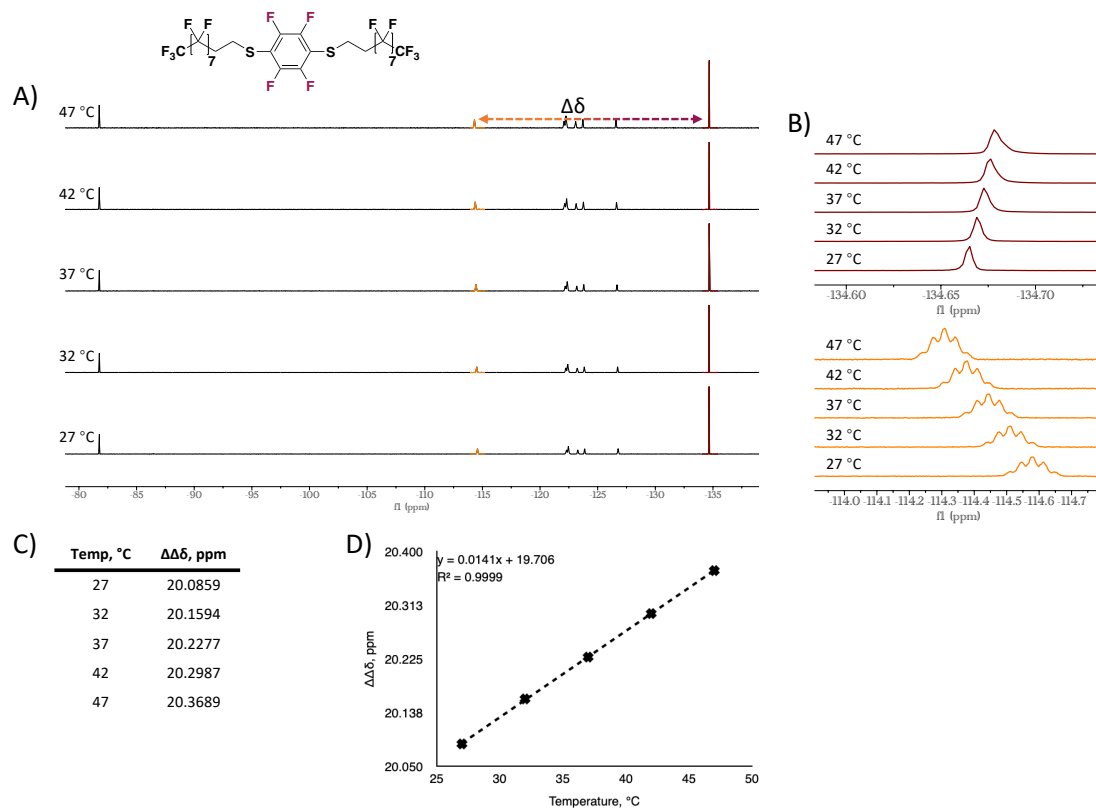 F F F F F F
F₃C S S CF₃
7 7
F F
A)
47 °C
Δδ
42 °C
37 °C
32 °C
27 °C
-80 -85 -90 -95 -100 -105 -110 -115 -120 -125 -130 -135
f1 (ppm)
B)
47 °C
42 °C
37 °C
32 °C
27 °C
-134.60 -134.65 -134.70
f1 (ppm)
47 °C
42 °C
37 °C
32 °C
27 °C
-114.0 -114.1 -114.2 -114.3 -114.4 -114.5 -114.6 -114.7
f1 (ppm)
C)
Temp, °C ΔΔδ, ppm
27 20.0859
32 20.1594
37 20.2277
42 20.2987
47 20.3689
D)
y = 0.0141x + 19.706
R² = 0.9999
20.400
20.313
20.225
20.138
20.050
ΔΔδ, ppm
25 30 35 40 45 50
Temperature, °C